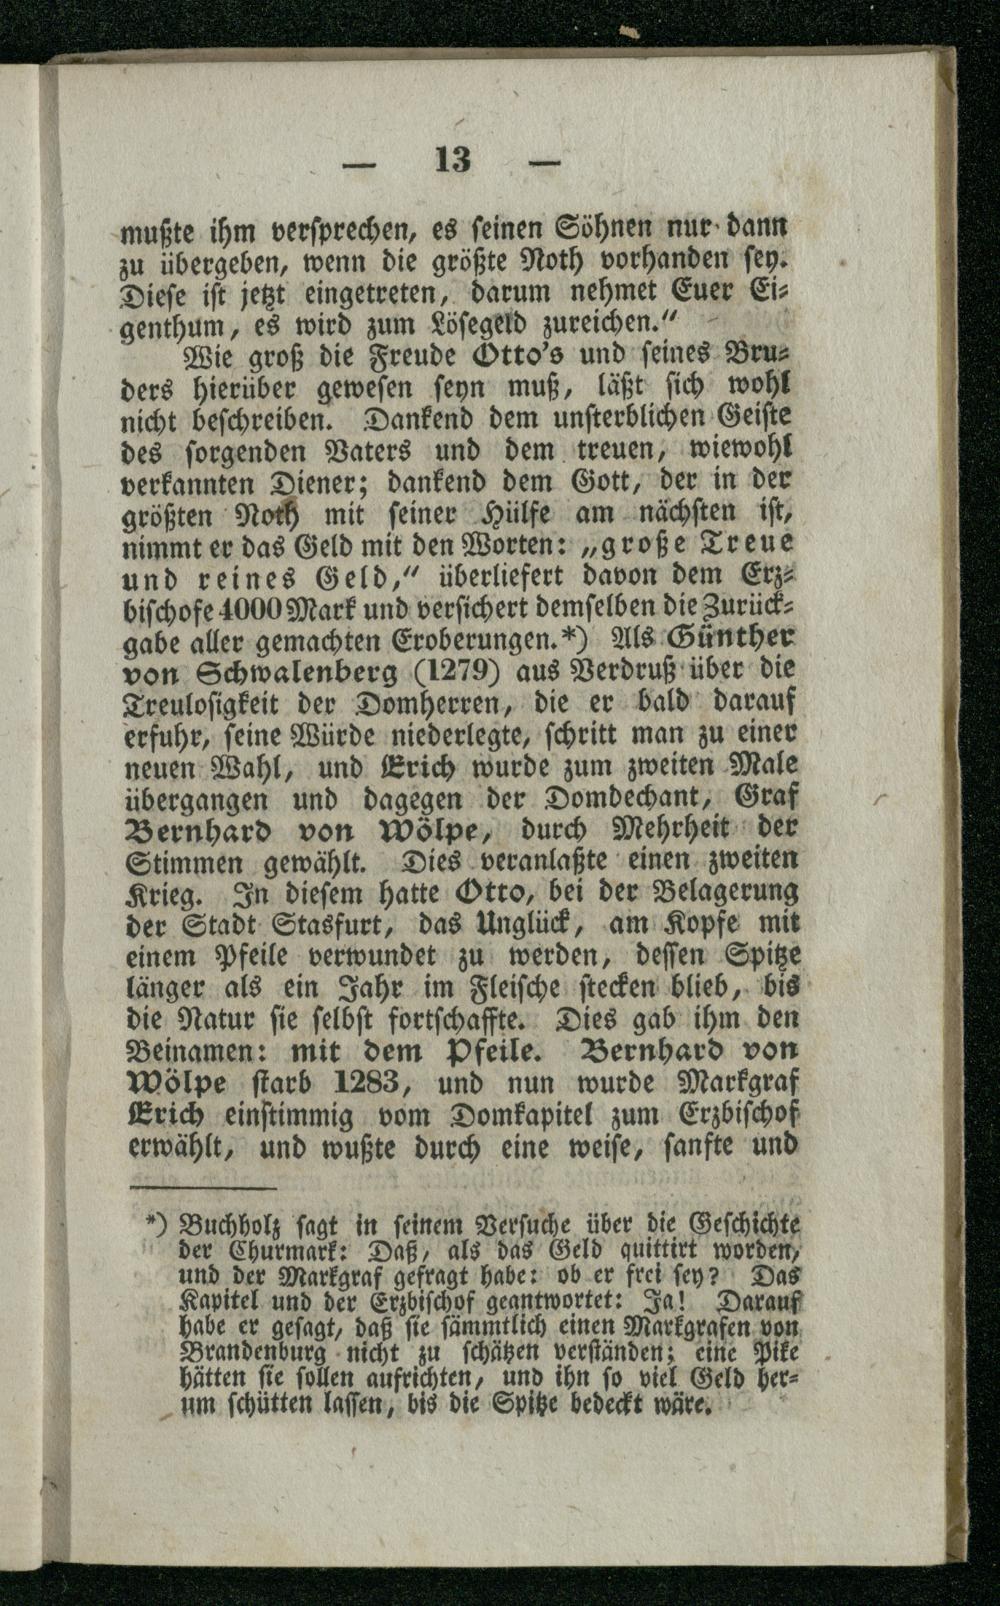 — 13 —
mußte ihm versprechen, es seinen Söhnen nur dann
zu übergeben, wenn die größte Noth vorhanden sey.
Diese ist jetzt eingetreten, darum nehmet Euer Ei-
genthum, es wird zum Lösegeld zureichen.“
Wie groß die Freude Otto's und seines Bru-
ders hierüber gewesen seyn muß, läßt sich wohl
nicht beschreiben. Dankend dem unsterblichen Geiste
des sorgenden Vaters und dem treuen, wiewohl
verkannten Diener; dankend dem Gott, der in der
größten Noth mit seiner Hülfe am nächsten ist,
nimmt er das Geld mit den Worten: „große Treue
und reines Geld,“ überliefert davon dem Erz-
bischofe 4000 Mark und versichert demselben die Zurück-
gabe aller gemachten Eroberungen.*) Als Günther
von Schwalenberg (1279) aus Verdruß über die
Treulosigkeit der Domherren, die er bald darauf
erfuhr, seine Würde niederlegte, schritt man zu einer
neuen Wahl, und Erich wurde zum zweiten Male
übergangen und dagegen der Domdechant, Graf
Bernhard von Wölpe, durch Mehrheit der
Stimmen gewählt. Dies veranlaßte einen zweiten
Krieg. In diesem hatte Otto, bei der Belagerung
der Stadt Stasfurt, das Unglück, am Kopfe mit
einem Pfeile verwundet zu werden, dessen Spitze
länger als ein Jahr im Fleische stecken blieb, bis
die Natur sie selbst fortschaffte. Dies gab ihm den
Beinamen: mit dem Pfeile. Bernhard von
Wölpe starb 1283, und nun wurde Markgraf
Erich einstimmig vom Domkapitel zum Erzbischof
erwählt, und wußte durch eine weise, sanfte und
*) Buchholz sagt in seinem Versuche über die Geschichte
der Churmark: Daß, als das Geld quittirt worden,
und der Markgraf gefragt habe: ob er frei sey? Das
Kapitel und der Erzbischof geantwortet: Ja! Darauf
habe er gesagt, daß sie sämmtlich einen Markgrafen von
Brandenburg nicht zu schätzen verständen; eine Pike
hätten sie sollen aufrichten, und ihn so viel Geld her-
um schütten lassen, bis die Spitze bedeckt wäre.